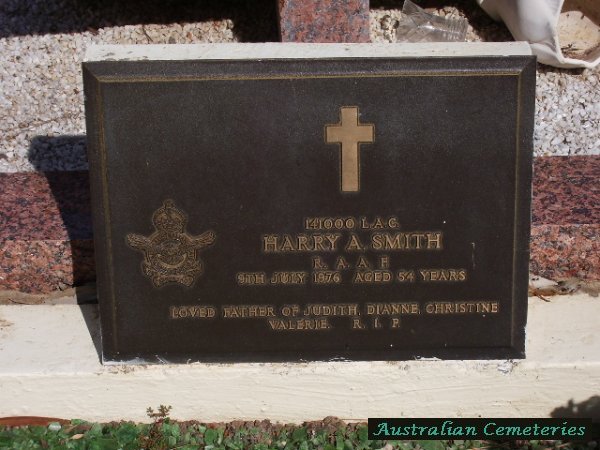 141000 L.A.C.
HARRY A. SMITH
R. A. A. F
9TH JULY 1976 AGED 54 YEARS
LOVED FATHER OF JUDITH, DIANNE, CHRISTINE
VALERIE. R. I. P.
Australian Cemeteries